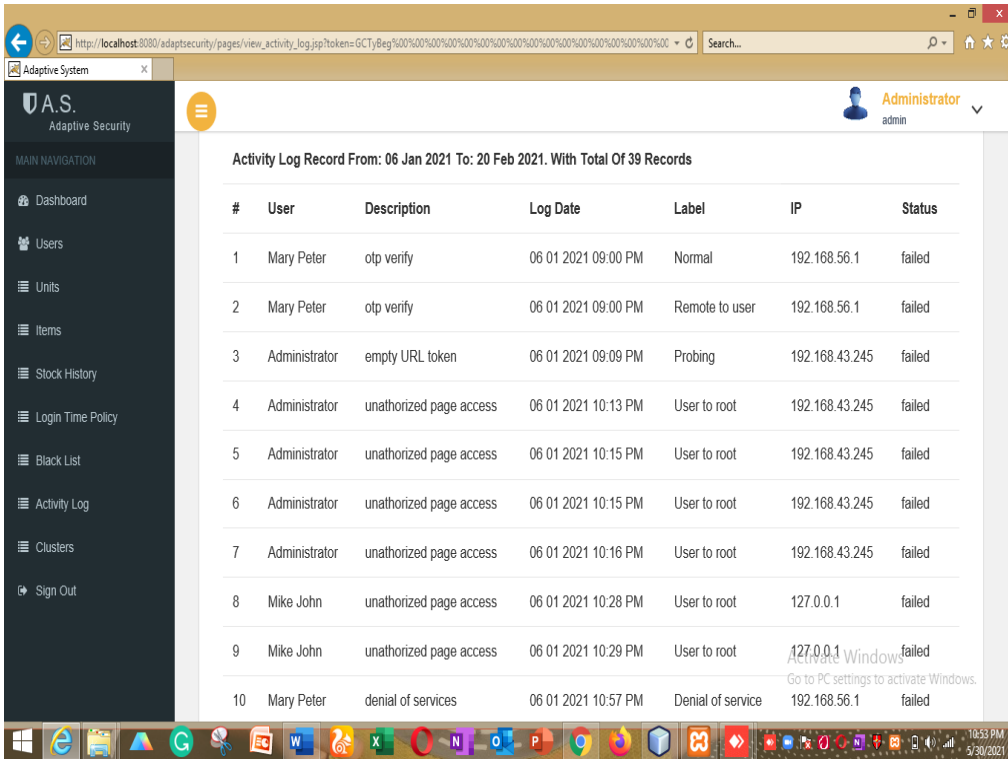 http://localhost:8080/adaptsecurity/pages/view_activity_log.jsp?token=GCTyBeg%00%00%00%00%00%00%00%00%00%00%00%00%00%00%00%00%00%0(
Search...
Adaptive System
A.S.
Adaptive Security
Administrator
admin
MAIN NAVIGATION
Dashboard
Users
Units
Items
Stock History
Login Time Policy
Black List
Activity Log
Clusters
Sign Out
Activity Log Record From: 06 Jan 2021 To: 20 Feb 2021. With Total Of 39 Records
# User Description Log Date Label IP Status
1 Mary Peter otp verify 06 01 2021 09:00 PM Normal 192.168.56.1 failed
2 Mary Peter otp verify 06 01 2021 09:00 PM Remote to user 192.168.56.1 failed
3 Administrator empty URL token 06 01 2021 09:09 PM Probing 192.168.43.245 failed
4 Administrator unathorized page access 06 01 2021 10:13 PM User to root 192.168.43.245 failed
5 Administrator unathorized page access 06 01 2021 10:15 PM User to root 192.168.43.245 failed
6 Administrator unathorized page access 06 01 2021 10:15 PM User to root 192.168.43.245 failed
7 Administrator unathorized page access 06 01 2021 10:16 PM User to root 192.168.43.245 failed
8 Mike John unathorized page access 06 01 2021 10:28 PM User to root 127.0.0.1 failed
9 Mike John unathorized page access 06 01 2021 10:29 PM User to root 127.0.0.1 failed
10 Mary Peter denial of services 06 01 2021 10:57 PM Denial of service 192.168.56.1 failed
Activate Windows
Go to PC settings to activate Windows.
10:53 PM
5/30/2021